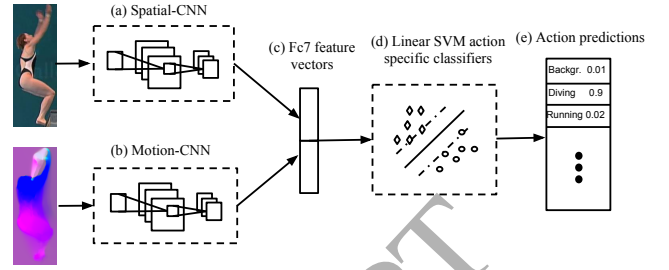 (a) Spatial-CNN
(b) Motion-CNN
(c) Fc7 feature
vectors
(d) Linear SVM action
specific classifiers
(e) Action predictions
Backgr. 0.01
Diving 0.9
Running 0.02